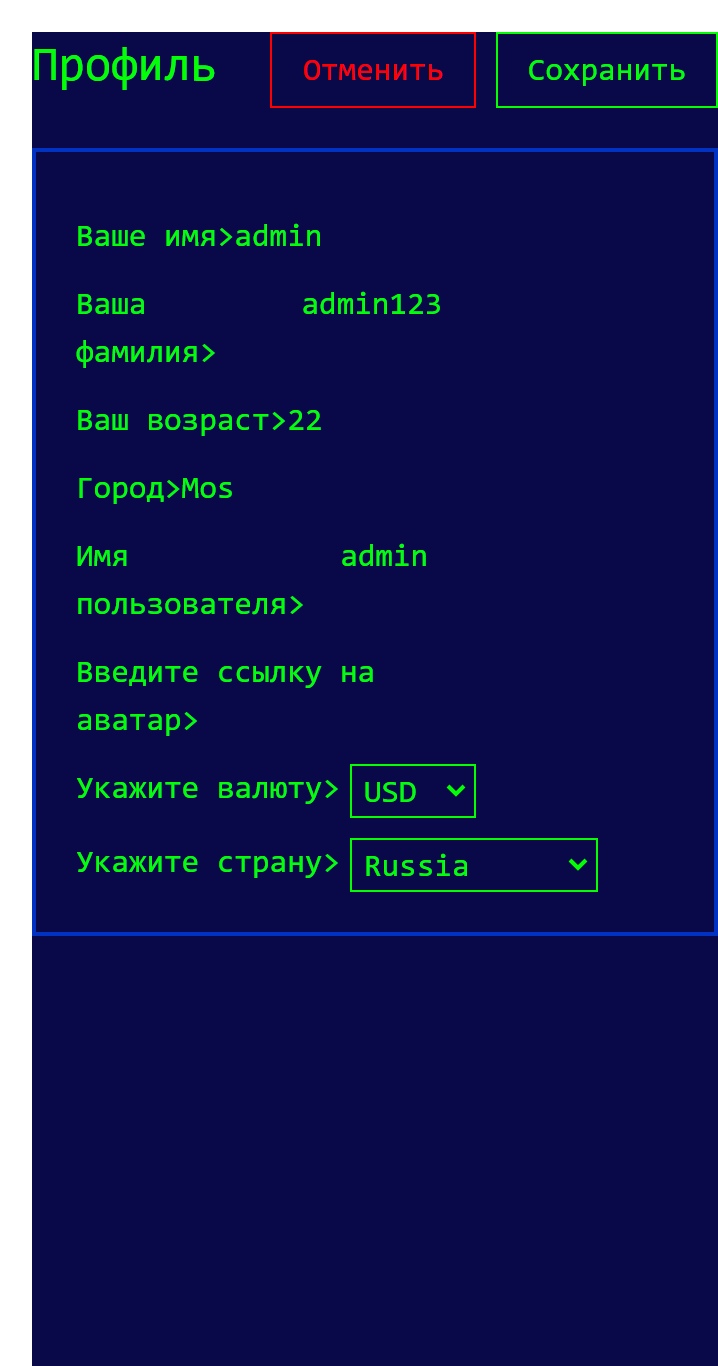 Профиль Отменить Сохранить
Ваше имя>admin
Ваша admin123
фамилия>
Ваш возраст>22
Город>Mos
Имя admin
пользователя>
Введите ссылку на
аватар>
Укажите валюту> USD
Укажите страну> Russia